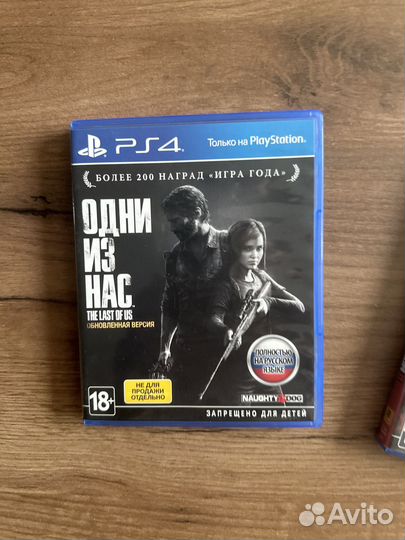 PS4
Только на PlayStation®
БОЛЕЕ 200 НАГРАД «ИГРА ГОДА»
ОДНИ
ИЗ
НАС
THE LAST OF US
ОБНОВЛЕННАЯ ВЕРСИЯ
ПОЛНОСТЬЮ
НА РУССКОМ
ЯЗЫКЕ
НЕ ДЛЯ
ПРОДАЖИ
ОТДЕЛЬНО
NAUGHTY DOG
18+
ЗАПРЕЩЕНО ДЛЯ ДЕТЕЙ
Avito